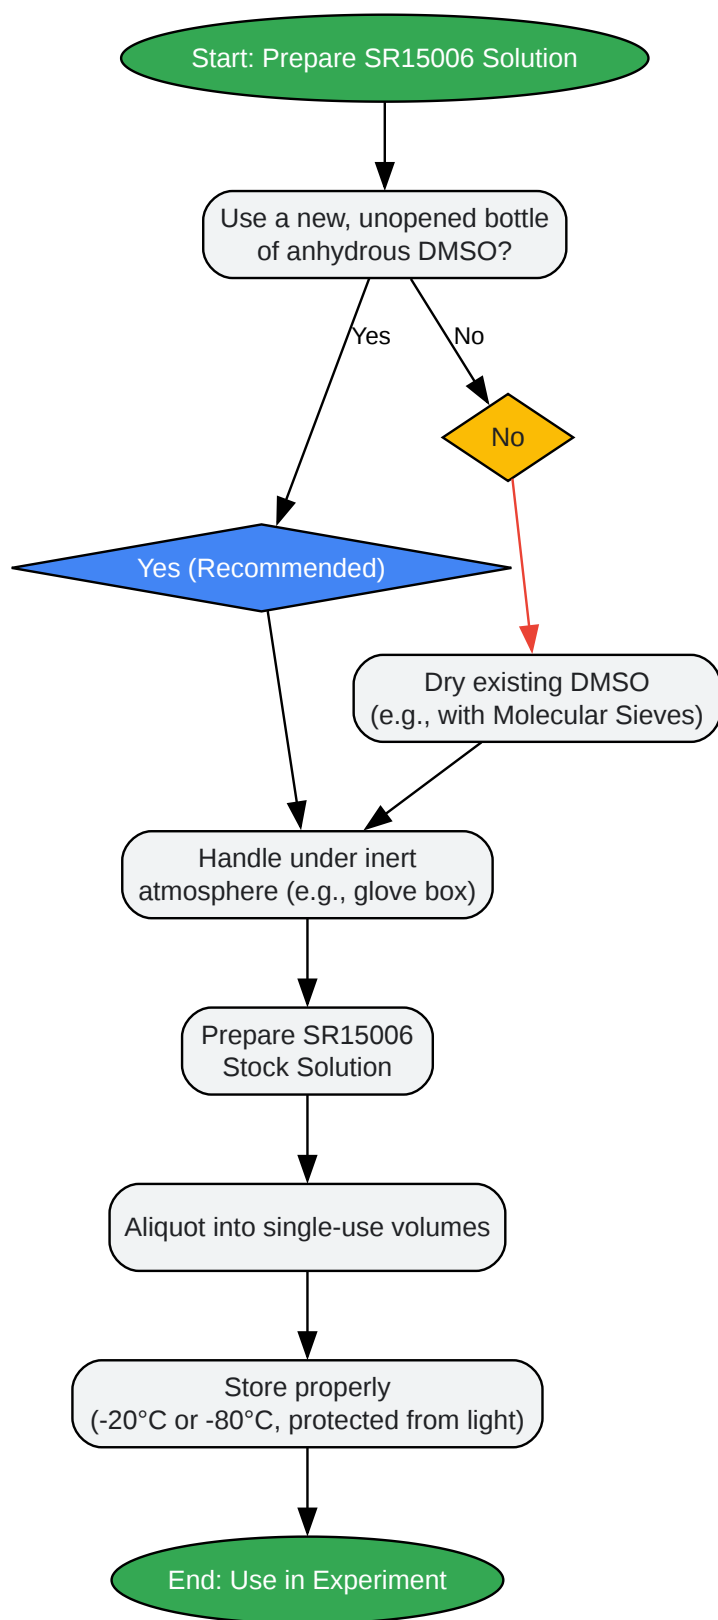 Start: Prepare SR15006 Solution
Use a new, unopened bottle
of anhydrous DMSO?
Yes
No
No
Yes (Recommended)
Dry existing DMSO
(e.g., with Molecular Sieves)
Handle under inert
atmosphere (e.g., glove box)
Prepare SR15006
Stock Solution
Aliquot into single-use volumes
Store properly
(-20°C or -80°C, protected from light)
End: Use in Experiment